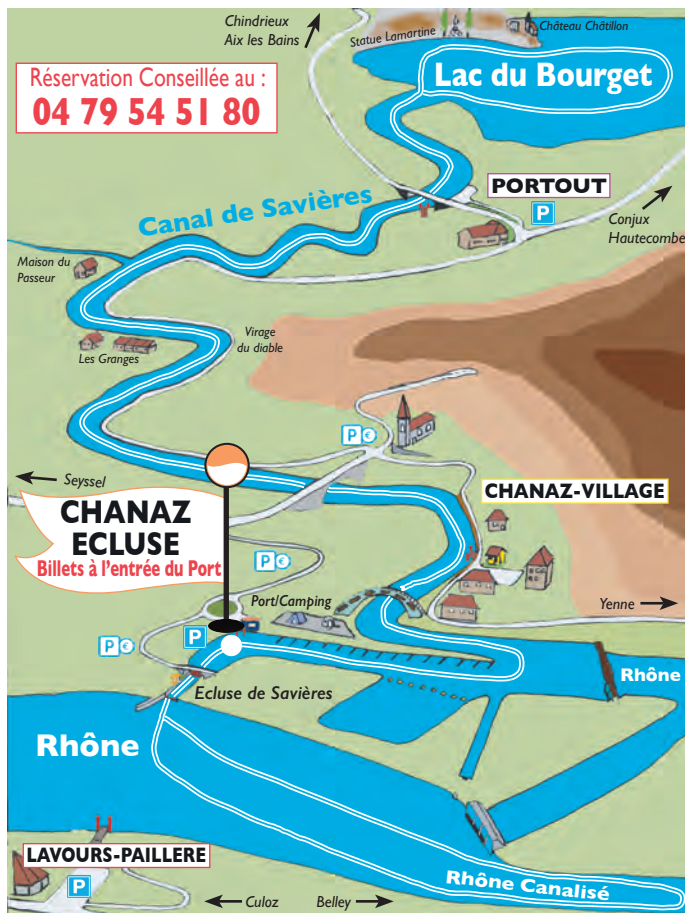 Chindrieux
Aix les Bains
Statue Lamartine
Château Châtillon
Réservation Conseillée au :
04 79 54 51 80
Lac du Bourget
PORTOUT
P
Canal de Savières
Conjux
Hautecombe
Maison du
Passeur
Virage
du diable
Les Granges
P €
Seyssel
CHANAZ-VILLAGE
CHANAZ
ECLUSE
Billets à l'entrée du Port
P €
Port/Camping
Yenne
P
P €
Rhône
Ecluse de Savières
Rhône
LAVOURS-PAILLERE
P
Rhône Canalisé
Culoz
Belley